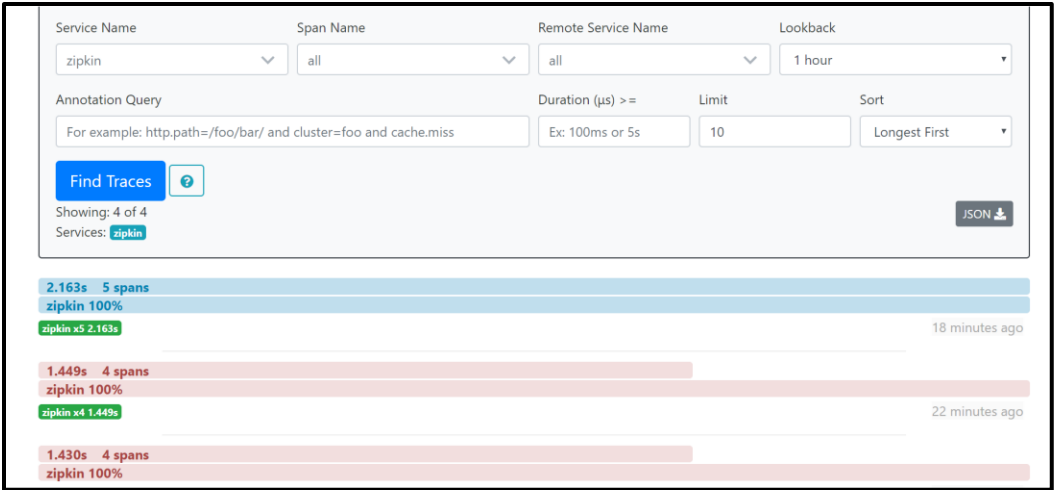 Service Name Span Name Remote Service Name Lookback
zipkin all all 1 hour
Annotation Query Duration (μs) >= Limit Sort
For example: http.path=/foo/bar/ and cluster=foo and cache.miss Ex: 100ms or 5s 10 Longest First
Find Traces ?
Showing: 4 of 4
JSON
Services: zipkin
2.163s 5 spans
zipkin 100%
zipkin x5 2.163s 18 minutes ago
1.449s 4 spans
zipkin 100%
zipkin x4 1.449s 22 minutes ago
1.430s 4 spans
zipkin 100%